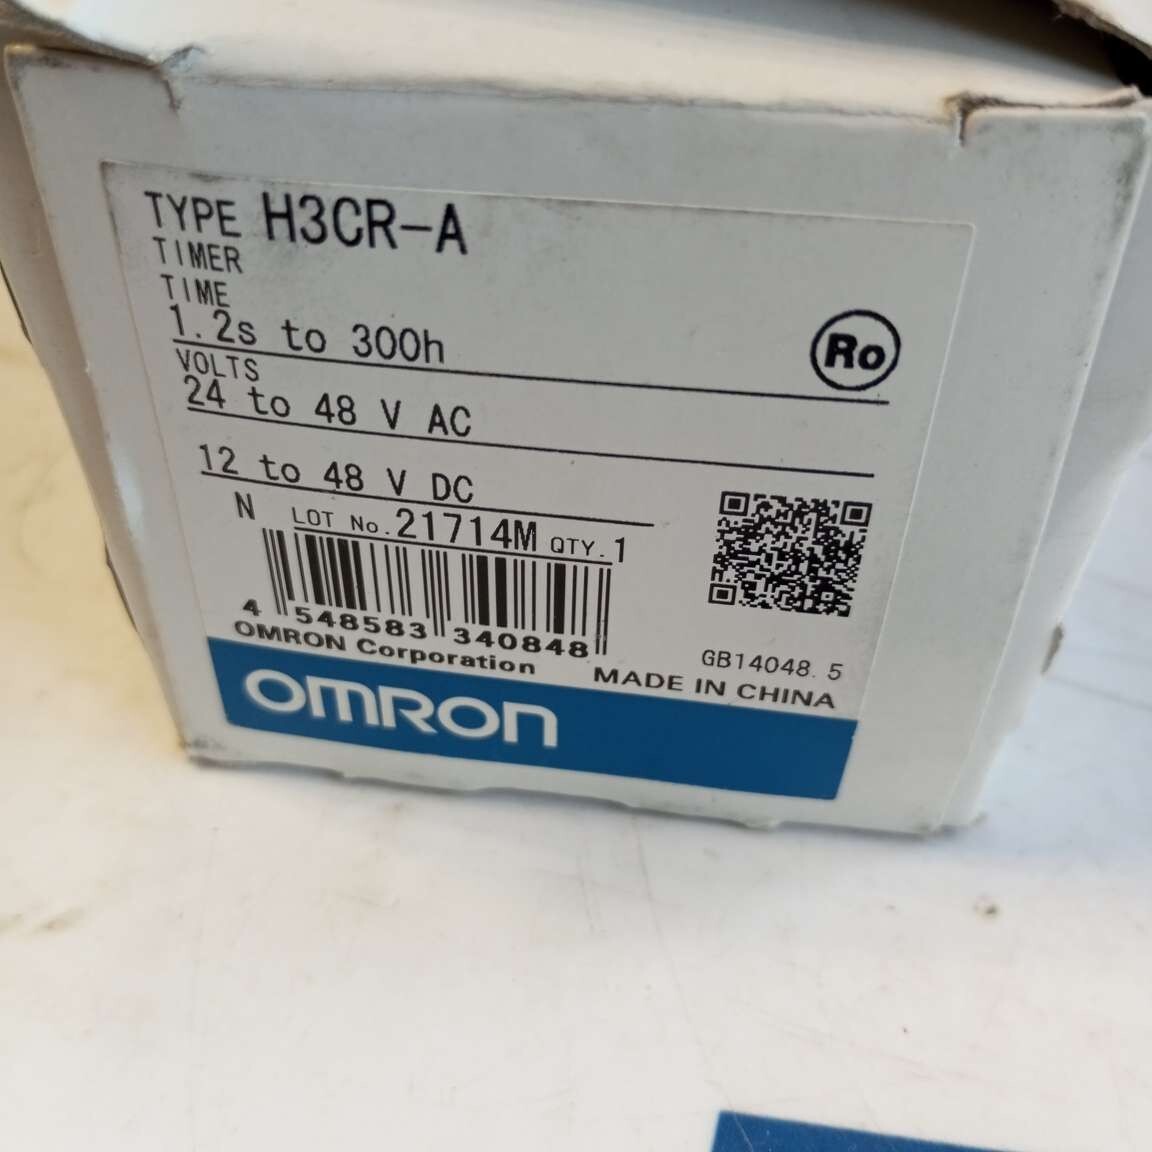 TYPE H3CR-A
TIMER
TIME
1.2s to 300h
Ro
VOLTS
24 to 48 V AC
12 to 48 V DC
N LOT No. 21714M QTY. 1
4 548583 340848
OMRON Corporation
GB14048.5
MADE IN CHINA
OMRON